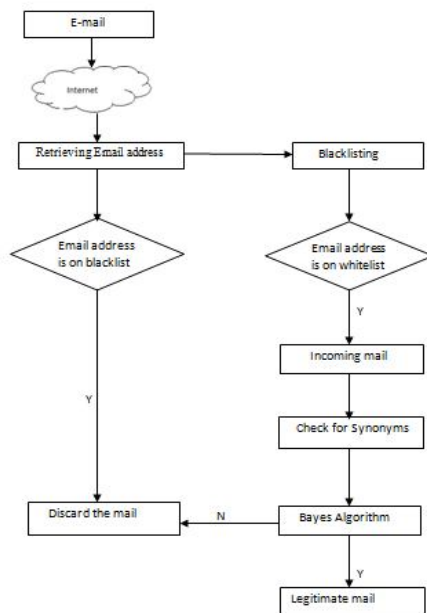 E-mail
Internet
Retrieving Email address
Blacklisting
Email address
is on blacklist
Email address
is on whitelist
Y
Incoming mail
Y
Check for Synonyms
Discard the mail
N
Bayes Algorithm
Y
Legitimate mail